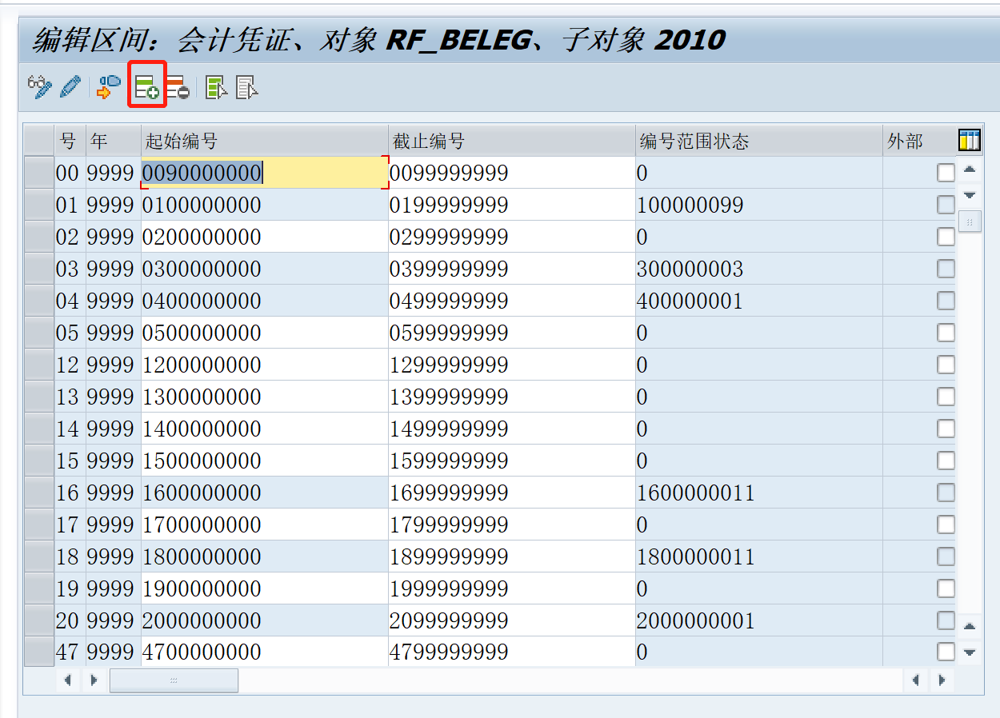 编辑区间：会计凭证、对象 RF_BELEG、子对象 2010
号 年 起始编号 截止编号 编号范围状态 外部
00 9999 0090000000 0099999999 0
01 9999 0100000000 0199999999 100000099
02 9999 0200000000 0299999999 0
03 9999 0300000000 0399999999 300000003
04 9999 0400000000 0499999999 400000001
05 9999 0500000000 0599999999 0
12 9999 1200000000 1299999999 0
13 9999 1300000000 1399999999 0
14 9999 1400000000 1499999999 0
15 9999 1500000000 1599999999 0
16 9999 1600000000 1699999999 1600000011
17 9999 1700000000 1799999999 0
18 9999 1800000000 1899999999 1800000011
19 9999 1900000000 1999999999 0
20 9999 2000000000 2099999999 2000000001
47 9999 4700000000 4799999999 0